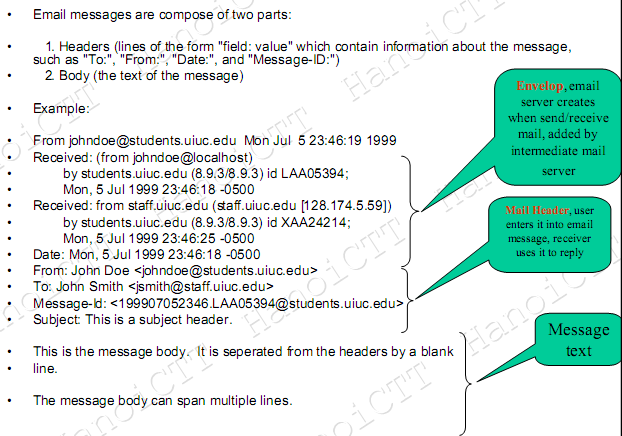 Email messages are compose of two parts:
1. Headers (lines of the form "field: value" which contain information about the message,
such as "To:", "From:", "Date:", and "Message-ID:")
2. Body (the text of the message)
Example:
From johndoe@students.uiuc.edu Mon Jul 5 23:46:19 1999
Received: (from johndoe@localhost)
by students.uiuc.edu (8.9.3/8.9.3) id LAA05394;
Mon, 5 Jul 1999 23:46:18 -0500
Received: from staff.uiuc.edu (staff.uiuc.edu [128.174.5.59])
by students.uiuc.edu (8.9.3/8.9.3) id XAA24214;
Mon, 5 Jul 1999 23:46:25 -0500
Date: Mon, 5 Jul 1999 23:46:18 -0500
From: John Doe <johndoe@students.uiuc.edu>
To: John Smith <jsmith@staff.uiuc.edu>
Message-Id: <199907052346.LAA05394@students.uiuc.edu>
Subject: This is a subject header.
This is the message body. It is seperated from the headers by a blank
line.
The message body can span multiple lines.
Envelop, email
server creates
when send/receive
mail, added by
intermediate mail
server
Mail Header, user
enters it into email
message, receiver
uses it to reply
Message
text
HanoiCTT
HanoiCTT
HanoiCTT
HanoiCTT
HanoiCTT